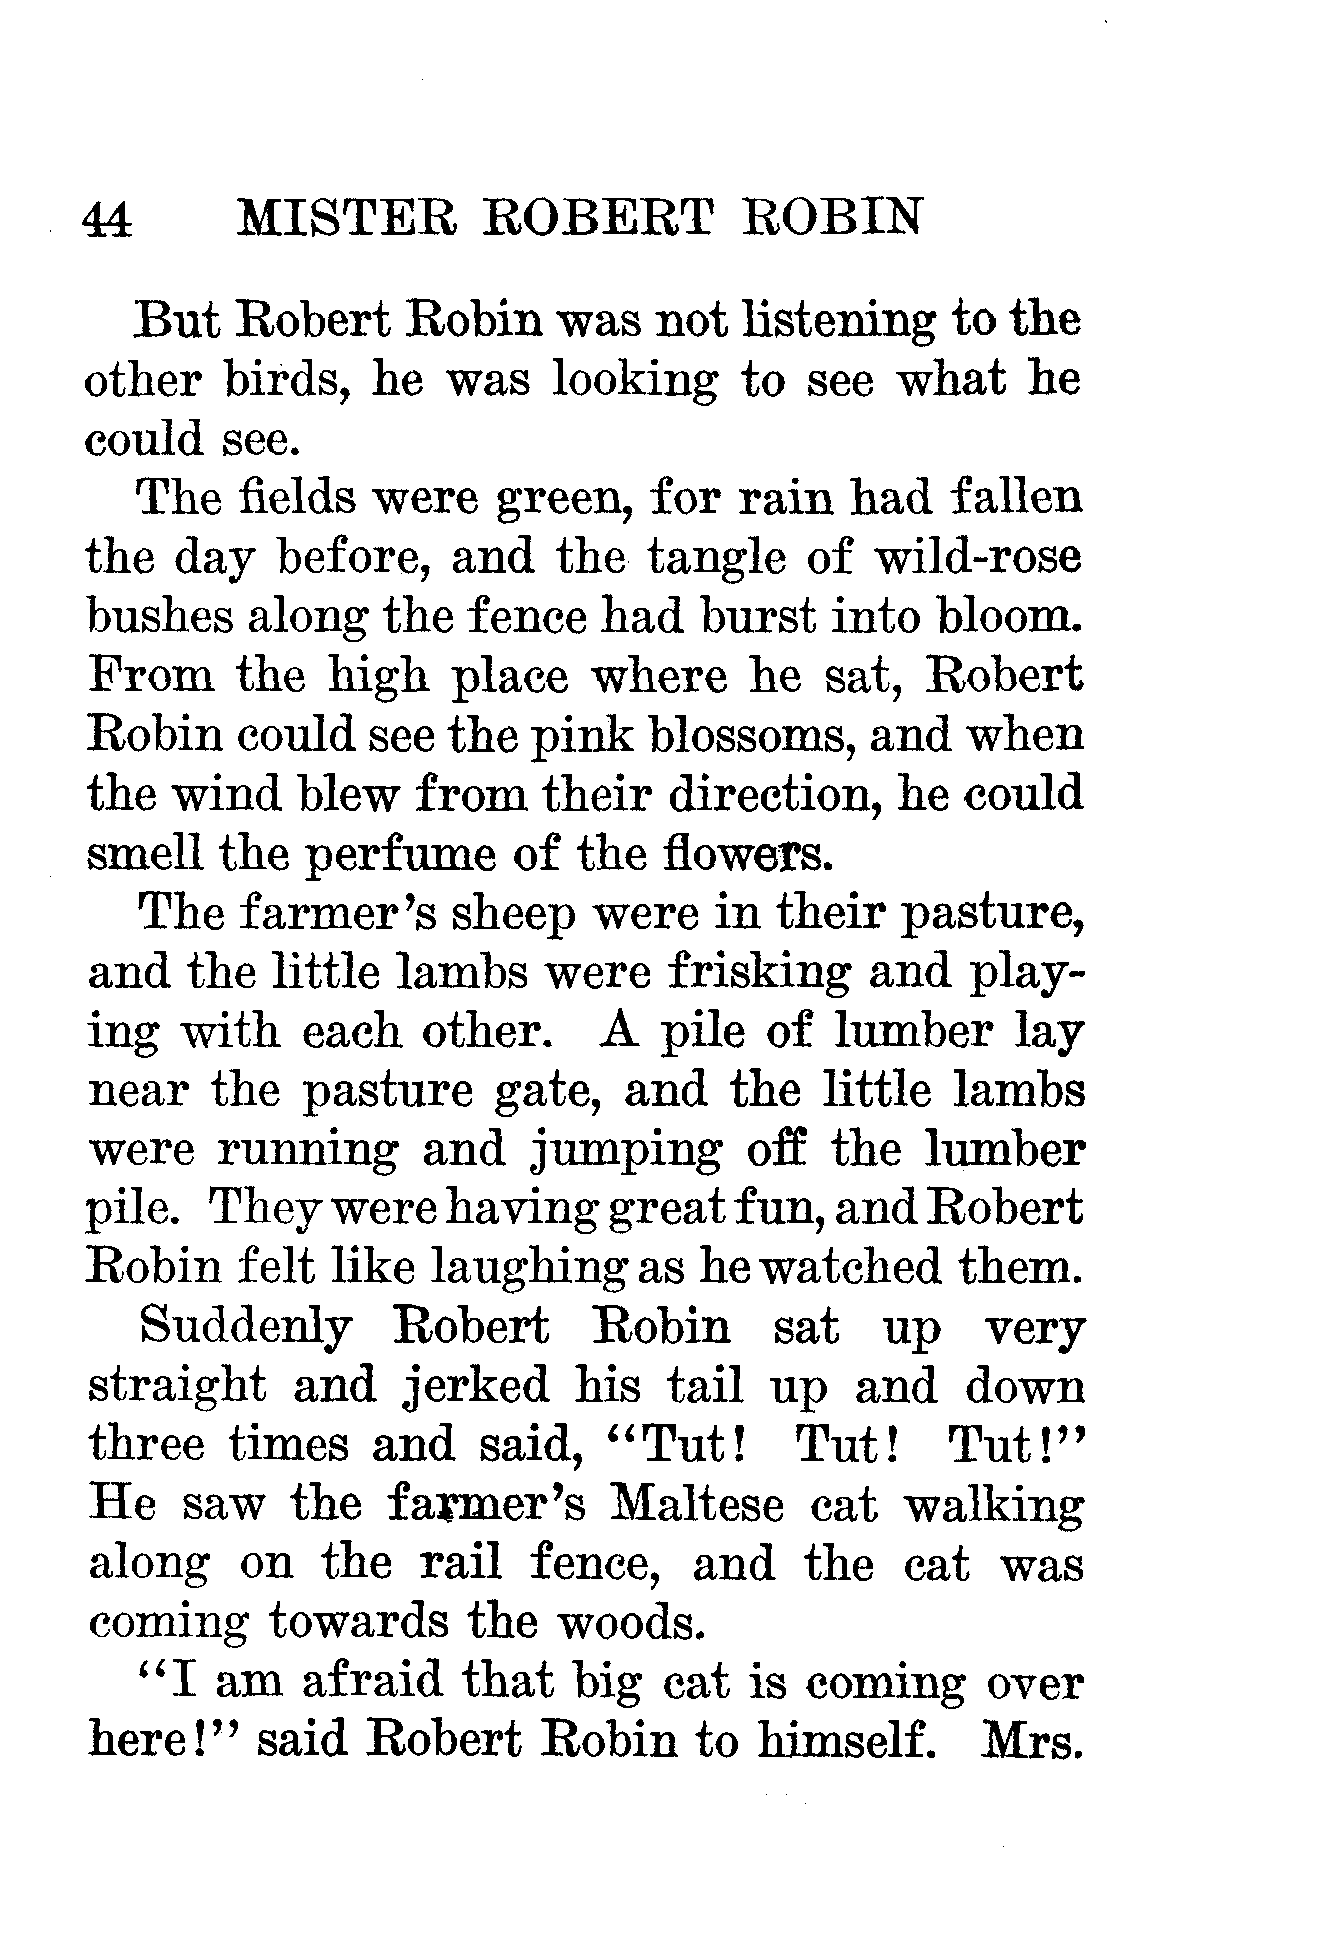 44 MISTER ROBERT ROBIN
But Robert Robin was not listening to the
other birds, he was looking to see what he
could see.
The fields were green, for rain had fallen
the day before, and the tangle of wild-rose
bushes along the fence had burst into bloom.
From the high place where he sat, Robert
Robin could see the pink blossoms, and when
the wind blew from their direction, he could
smell the perfume of the flowers.
The farmer's sheep were in their pasture,
and the little lambs were frisking and play-
ing with each other. A pile of lumber lay
near the pasture gate, and the little lambs
were running and jumping off the lumber
pile. They were having great fun, and Robert
Robin felt like laughing as he watched them.
Suddenly Robert Robin sat up very
straight and jerked his tail up and down
three times and said, "Tut! Tut! Tut!"
He saw the farmer's Maltese cat walking
along on the rail fence, and the cat was
coming towards the woods.
"I am afraid that big cat is coming over
here!" said Robert Robin to himself. Mrs.